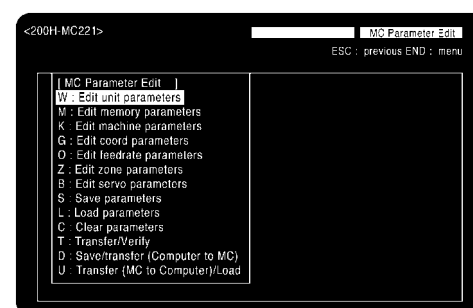 <200H-MC221>
MC Parameter Edit
ESC : previous END : menu
[ MC Parameter Edit ]
W : Edit unit parameters
M : Edit memory parameters
K : Edit machine parameters
G : Edit coord parameters
O : Edit feedrate parameters
Z : Edit zone parameters
B : Edit servo parameters
S : Save parameters
L : Load parameters
C : Clear parameters
T : Transfer/Verify
D : Save/transfer (Computer to MC)
U : Transfer (MC to Computer)/Load